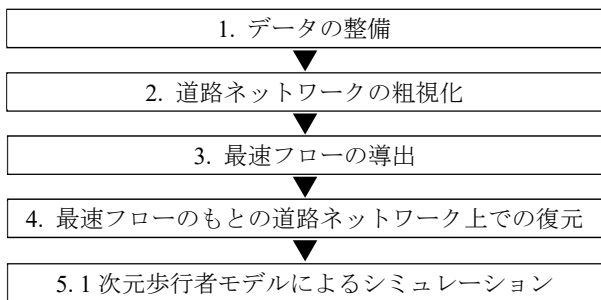 1. データの整備
2. 道路ネットワークの粗視化
3. 最速フローの導出
4. 最速フローのもとの道路ネットワーク上での復元
5. 1次元歩行者モデルによるシミュレーション